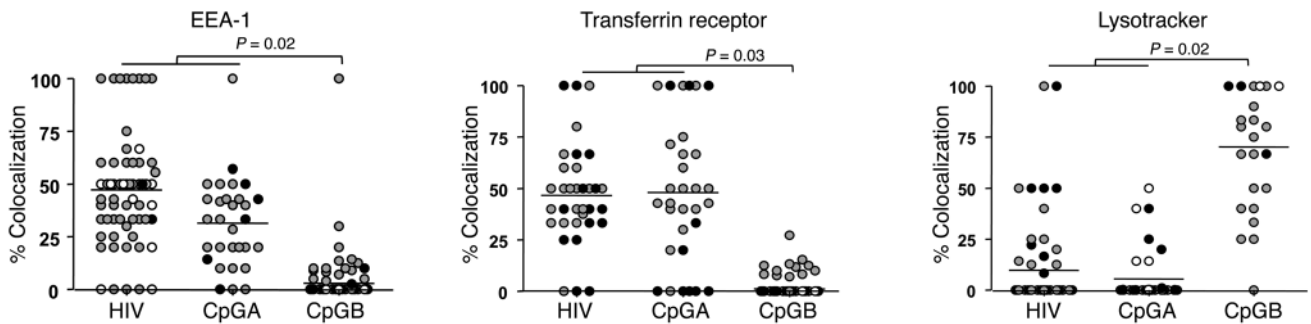 EEA-1
P = 0.02
% Colocalization
100
75
50
25
0
HIV CpGA CpGB
Transferrin receptor
P = 0.03
% Colocalization
100
75
50
25
0
HIV CpGA CpGB
Lysotracker
P = 0.02
% Colocalization
100
75
50
25
0
HIV CpGA CpGB